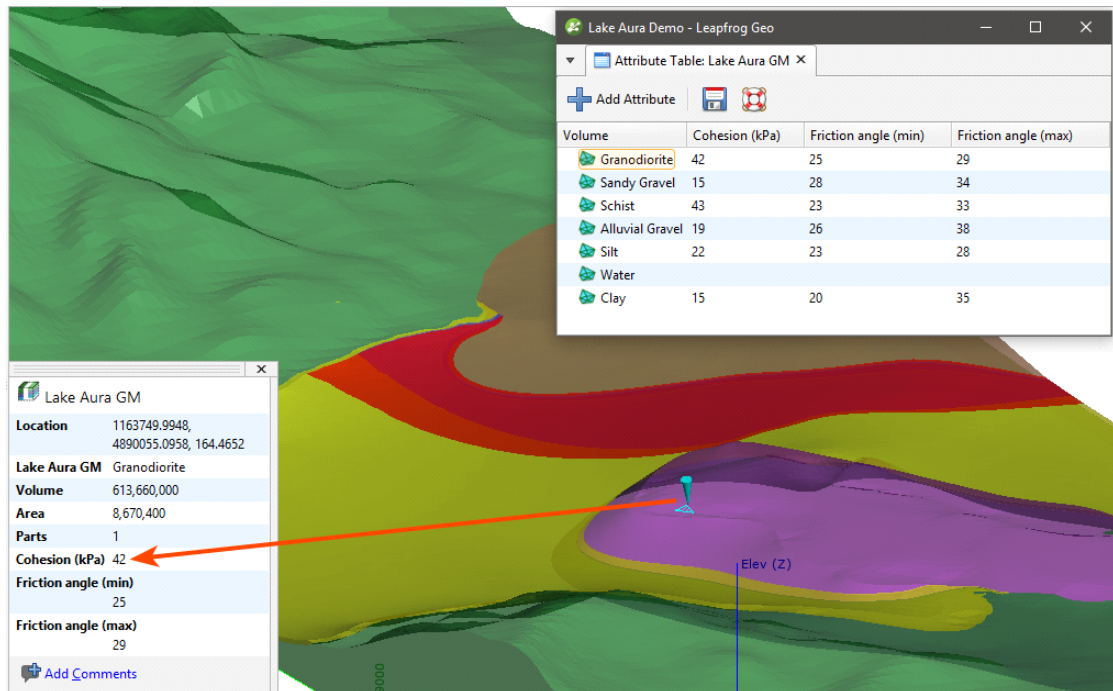 Lake Aura Demo - Leapfrog Geo
Attribute Table: Lake Aura GM
Add Attribute
Volume Cohesion (kPa) Friction angle (min) Friction angle (max)
Granodiorite 42 25 29
Sandy Gravel 15 28 34
Schist 43 23 33
Alluvial Gravel 19 26 38
Silt 22 23 28
Water
Clay 15 20 35
Lake Aura GM
Location 1163749.9948,
4890055.0958, 164.4652
Lake Aura GM Granodiorite
Volume 613,660,000
Area 8,670,400
Parts 1
Cohesion (kPa) 42
Friction angle (min)
25
Friction angle (max)
29
Add Comments
Elev (Z)